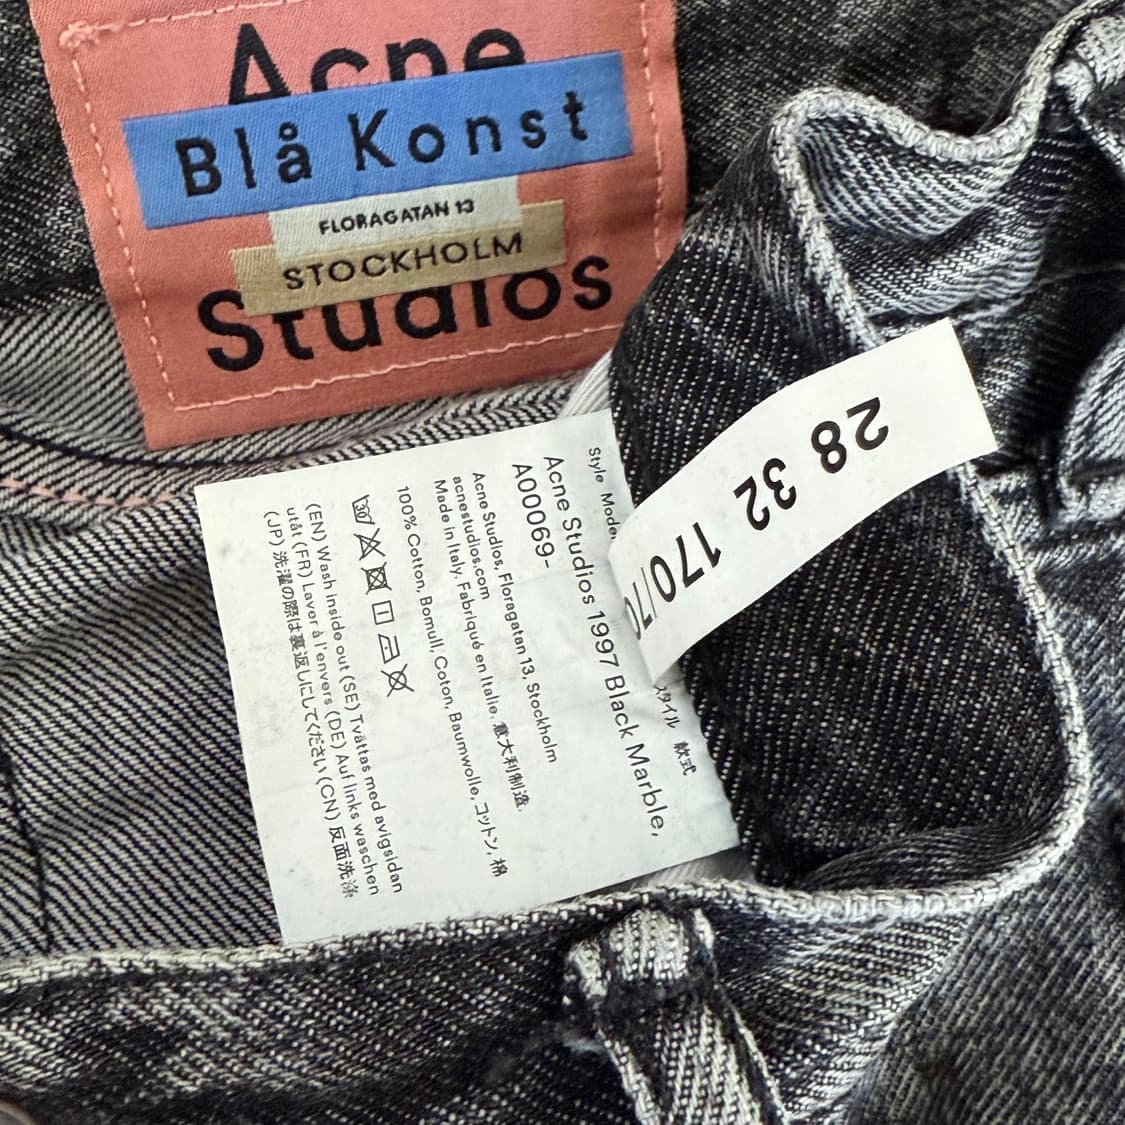 Acne
Blå Konst
FLORAGATAN 13
STOCKHOLM
Studios
28 32 170/70
Style Model スタイル 款式
Acne Studios 1997 Black Marble,
A00069-
Acne Studios, Floragatan 13, Stockholm
acnestudios.com
Made in Italy. Fabriqué en Italie. 意大利制造.
100% Cotton, Bomull, Coton, Baumwolle, コットン, 棉
(EN) Wash inside out (SE) Tvättas med avigsidan
utåt (FR) Laver à l'envers (DE) Auf links waschen
(JP) 洗濯の際は裏返しにしてください (CN) 反面洗涤